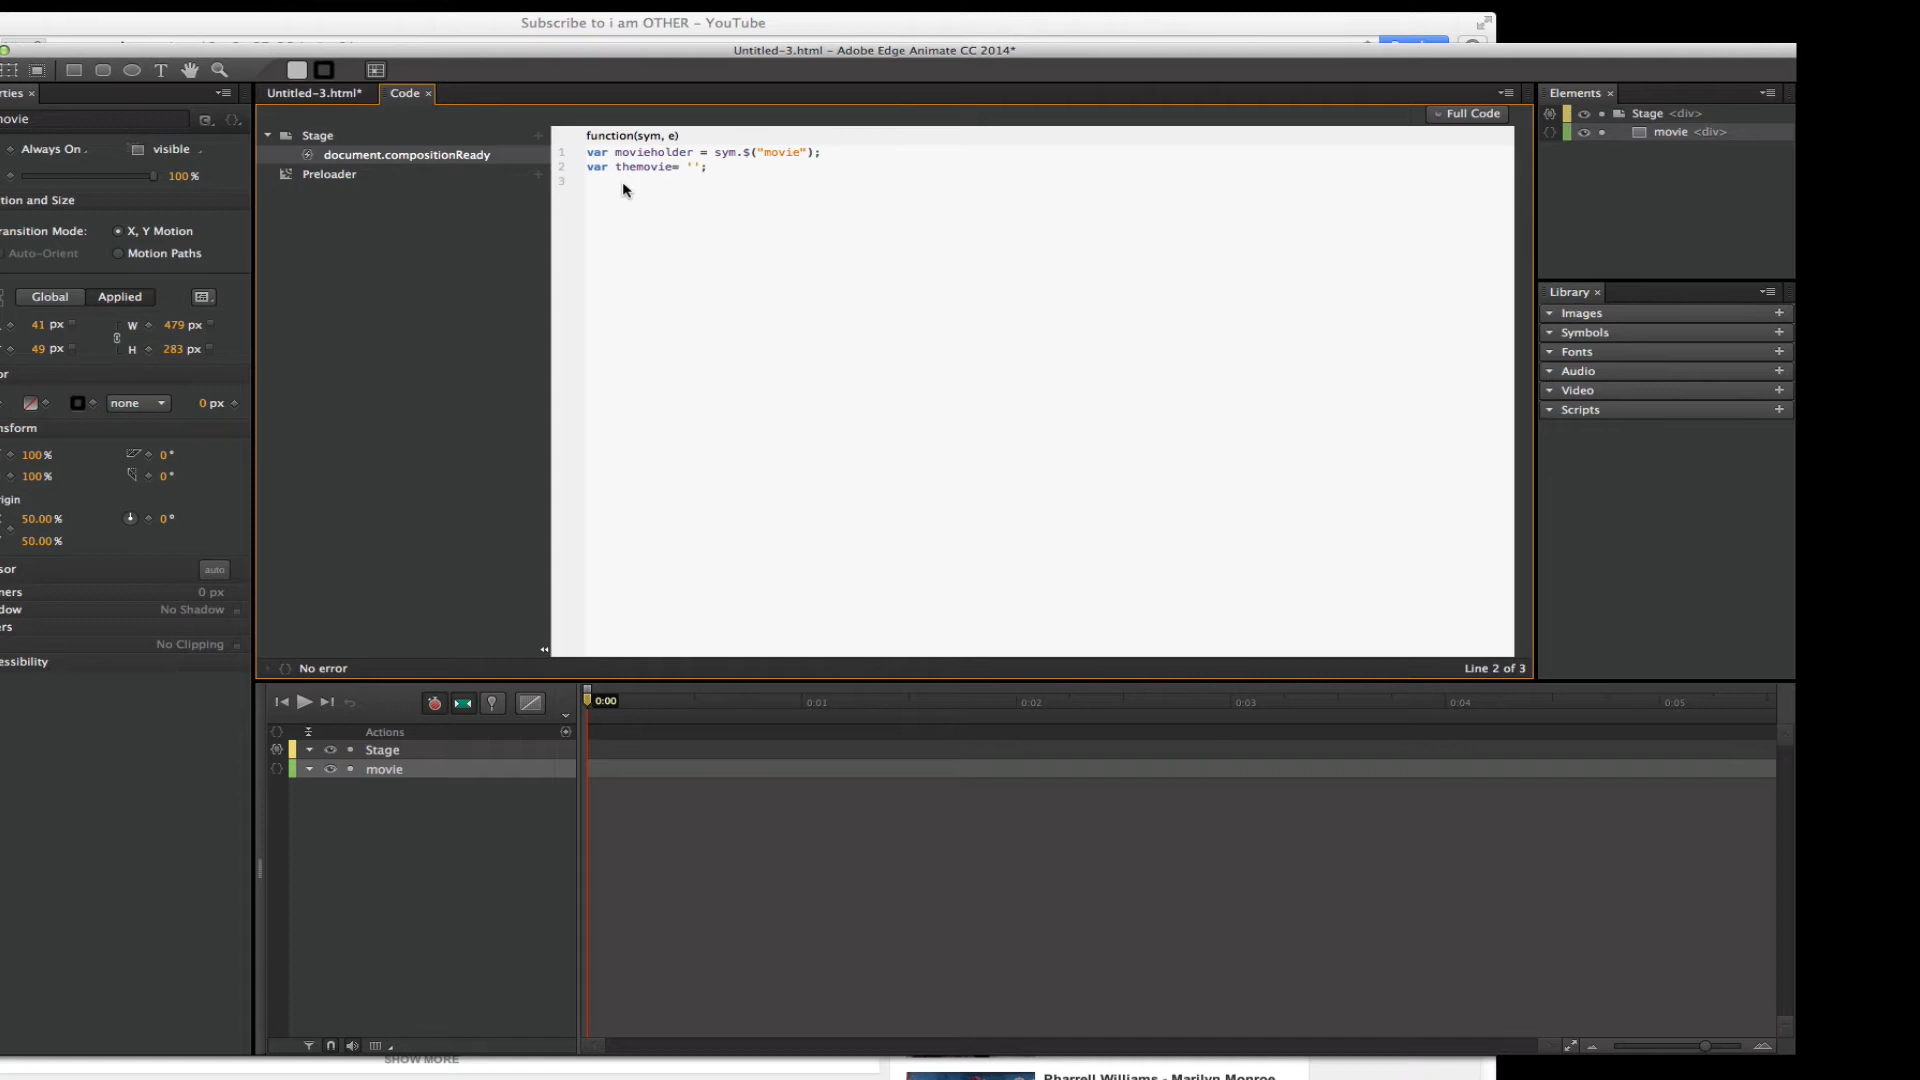 Subscribe to i am OTHER – YouTube
Untitled-3.html – Adobe Edge Animate CC 2014*
T
rties ×
Untitled-3.html*
Code ×
Elements ×
ovie
Full Code
Stage
function(sym, e)
Stage <div>
movie <div>
Always On
visible
document.compositionReady
1 var movieholder = sym.$("movie");
2 var themovie= '';
3
Preloader
100 %
tion and Size
ransition Mode:
X, Y Motion
Auto-Orient
Motion Paths
Global
Applied
Library ×
Images
Symbols
Fonts
Audio
Video
Scripts
41 px
W
479 px
49 px
H
283 px
or
none
0 px
nsform
100 %
0 °
100 %
0 °
rigin
50.00 %
0 °
50.00 %
sor
auto
ners
0 px
dow
No Shadow
ers
No Clipping
essibility
No error
Line 2 of 3
0:00
0:01
0:02
0:03
0:04
0:05
Actions
Stage
movie
SHOW MORE
Pharrell Williams - Marilyn Monroe